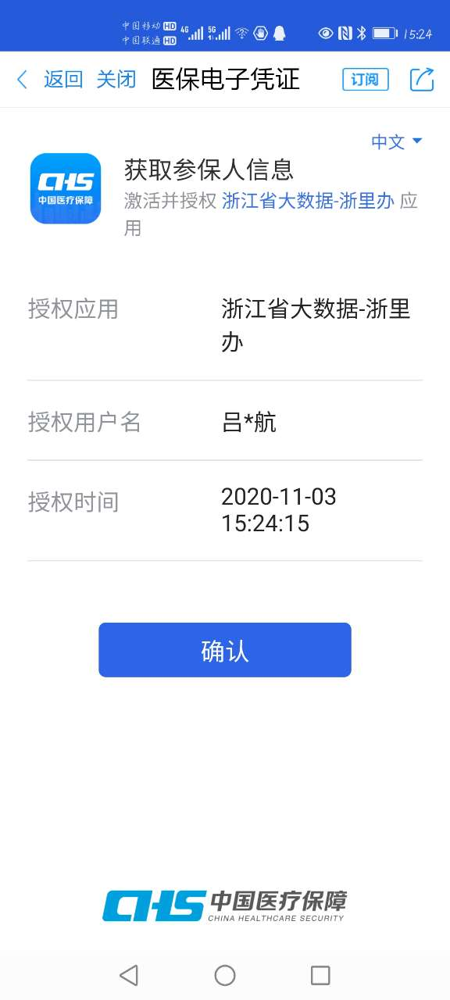 中国移动 HD 4G 5G
中国联通 HD
15:24
返回 关闭 医保电子凭证 订阅
中文
CHS
中国医疗保障
获取参保人信息
激活并授权 浙江省大数据-浙里办 应
用
授权应用 浙江省大数据-浙里
办
授权用户名 吕*航
授权时间 2020-11-03
15:24:15
确认
CHS 中国医疗保障
CHINA HEALTHCARE SECURITY